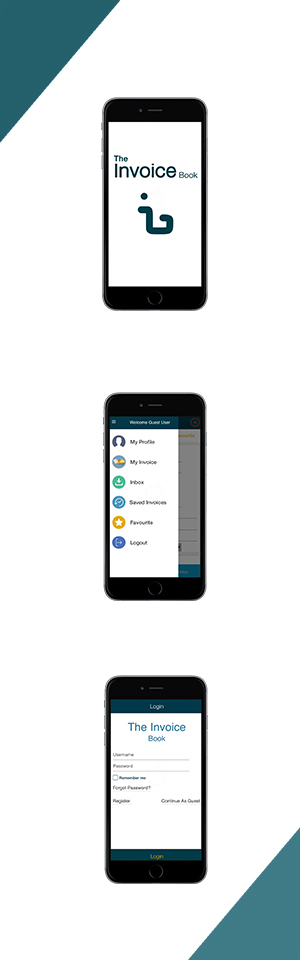 The
Invoice Book
Welcome Guest User
My Profile
My Invoice
Inbox
Saved Invoices
Favourite
Logout
Login
The Invoice
Book
Username
Password
Remember me
Forgot Password?
Register Continue As Guest
Login